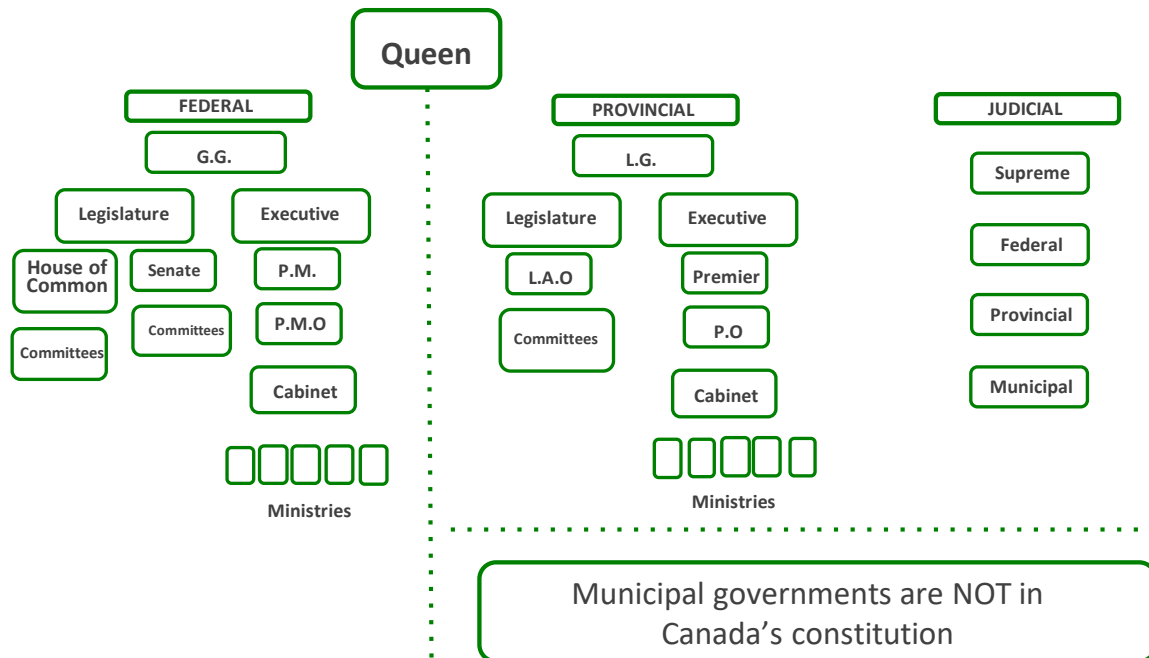 Queen
FEDERAL
G.G.
Legislature
Executive
House of
Common
Senate
P.M.
Committees
Committees
P.M.O
Cabinet
Ministries
PROVINCIAL
L.G.
Legislature
Executive
L.A.O
Premier
Committees
P.O
Cabinet
Ministries
JUDICIAL
Supreme
Federal
Provincial
Municipal
Municipal governments are NOT in
Canada’s constitution